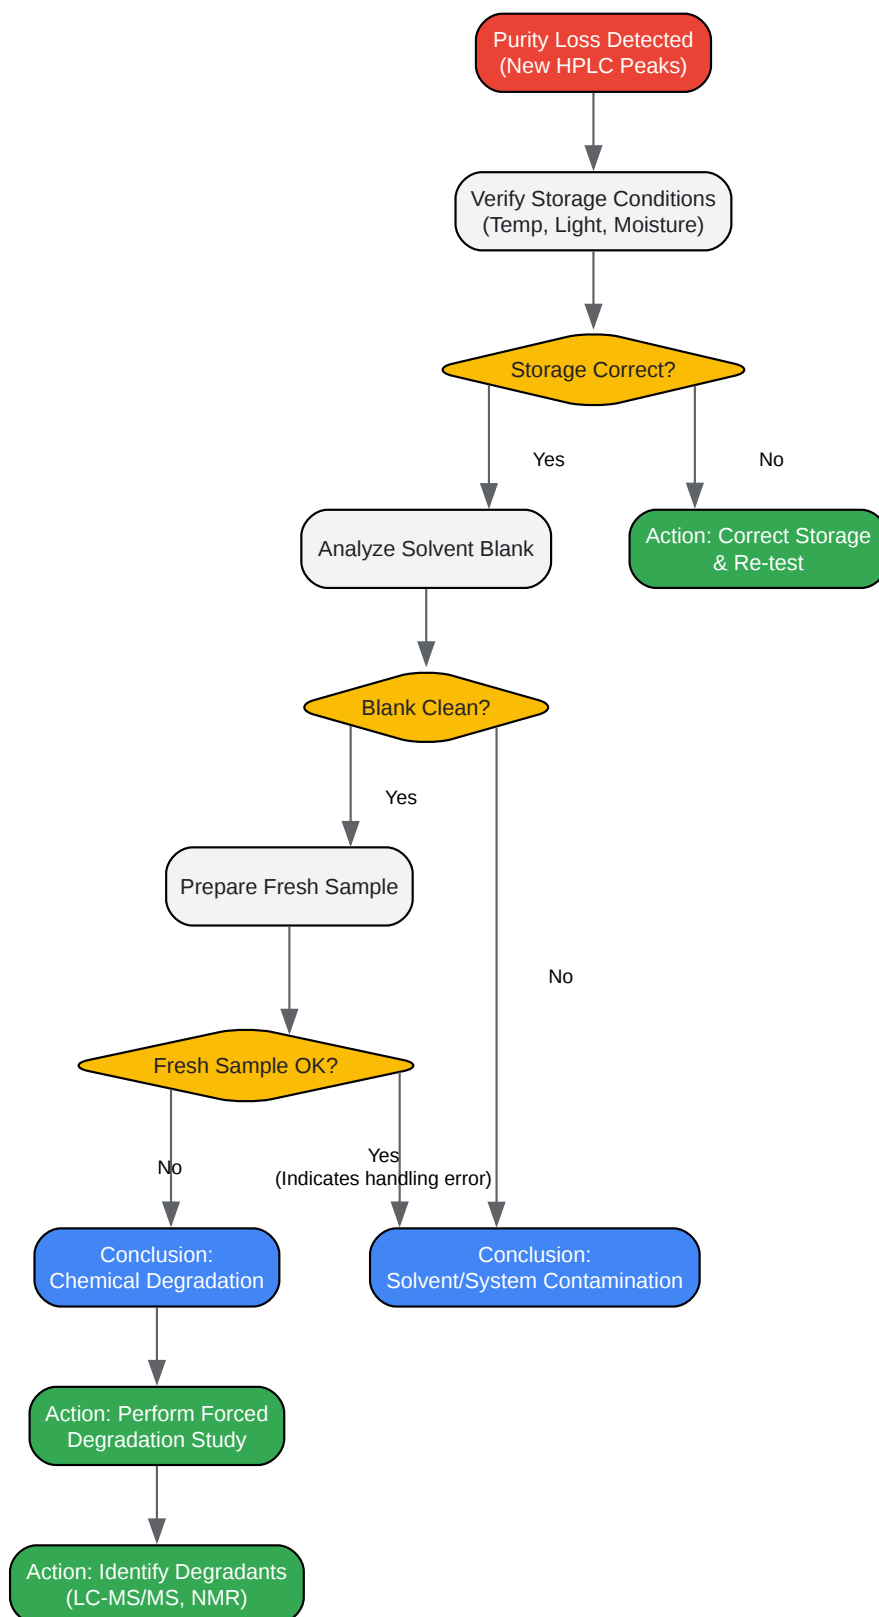 Purity Loss Detected
(New HPLC Peaks)
Verify Storage Conditions
(Temp, Light, Moisture)
Storage Correct?
Yes
No
Analyze Solvent Blank
Action: Correct Storage
& Re-test
Blank Clean?
Yes
Prepare Fresh Sample
No
Fresh Sample OK?
No
Yes
(Indicates handling error)
Conclusion:
Chemical Degradation
Conclusion:
Solvent/System Contamination
Action: Perform Forced
Degradation Study
Action: Identify Degradants
(LC-MS/MS, NMR)